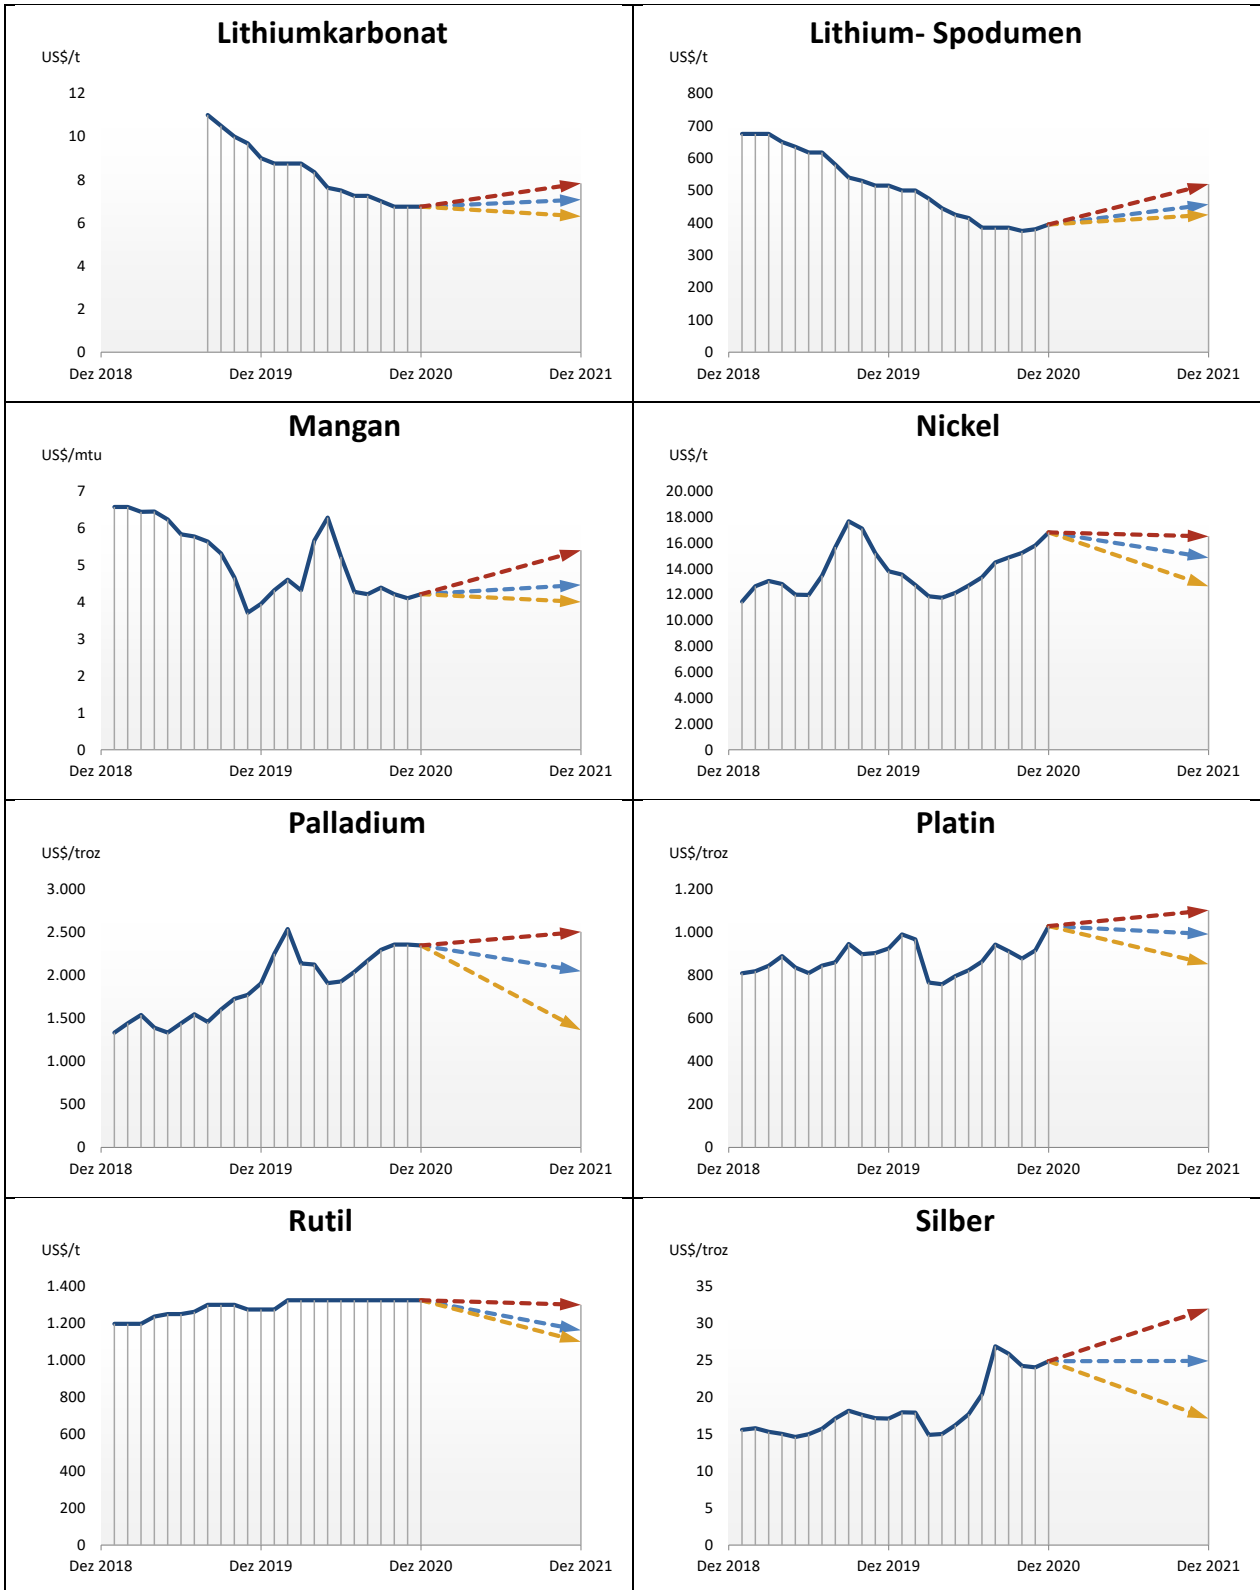 Lithiumkarbonat
US$/t
12
10
8
6
4
2
0
Dez 2018 Dez 2019 Dez 2020 Dez 2021
Lithium- Spodumen
US$/t
800
700
600
500
400
300
200
100
0
Dez 2018 Dez 2019 Dez 2020 Dez 2021
Mangan
US$/mtu
7
6
5
4
3
2
1
0
Dez 2018 Dez 2019 Dez 2020 Dez 2021
Nickel
US$/t
20.000
18.000
16.000
14.000
12.000
10.000
8.000
6.000
4.000
2.000
0
Dez 2018 Dez 2019 Dez 2020 Dez 2021
Palladium
US$/troz
3.000
2.500
2.000
1.500
1.000
500
0
Dez 2018 Dez 2019 Dez 2020 Dez 2021
Platin
US$/troz
1.200
1.000
800
600
400
200
0
Dez 2018 Dez 2019 Dez 2020 Dez 2021
Rutil
US$/t
1.400
1.200
1.000
800
600
400
200
0
Dez 2018 Dez 2019 Dez 2020 Dez 2021
Silber
US$/troz
35
30
25
20
15
10
5
0
Dez 2018 Dez 2019 Dez 2020 Dez 2021